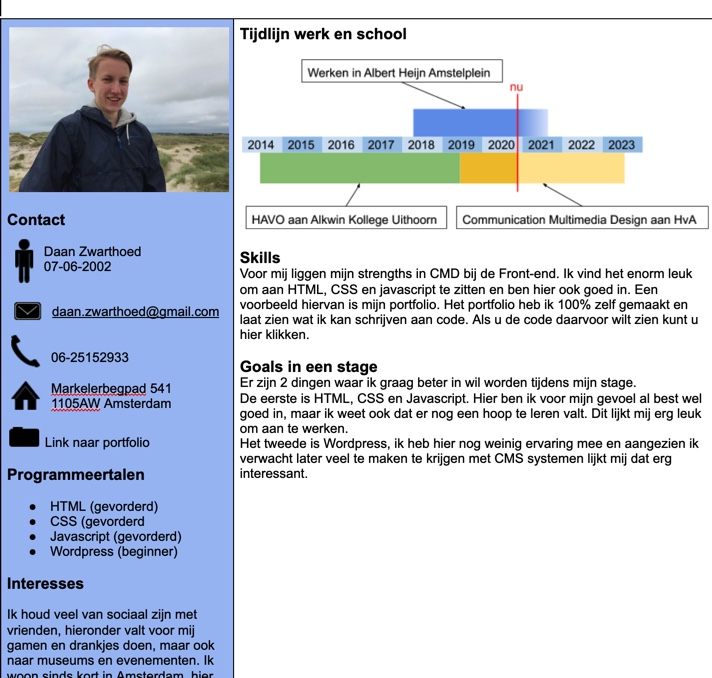 Contact
Daan Zwarthoed
07-06-2002
daan.zwarthoed@gmail.com
06-25152933
Markelerbegpad 541
1105AW Amsterdam
Link naar portfolio
Programmeertalen
● HTML (gevorderd)
● CSS (gevorderd
● Javascript (gevorderd)
● Wordpress (beginner)
Interesses
Ik houd veel van sociaal zijn met
vrienden, hieronder valt voor mij
gamen en drankjes doen, maar ook
naar museums en evenementen. Ik
woon sinds kort in Amsterdam, hier
Tijdlijn werk en school
Werken in Albert Heijn Amstelplein
nu
2014 2015 2016 2017 2018 2019 2020 2021 2022 2023
HAVO aan Alkwin Kollege Uithoorn
Communication Multimedia Design aan HvA
Skills
Voor mij liggen mijn strengths in CMD bij de Front-end. Ik vind het enorm leuk
om aan HTML, CSS en javascript te zitten en ben hier ook goed in. Een
voorbeeld hiervan is mijn portfolio. Het portfolio heb ik 100% zelf gemaakt en
laat zien wat ik kan schrijven aan code. Als u de code daarvoor wilt zien kunt u
hier klikken.
Goals in een stage
Er zijn 2 dingen waar ik graag beter in wil worden tijdens mijn stage.
De eerste is HTML, CSS en Javascript. Hier ben ik voor mijn gevoel al best wel
goed in, maar ik weet ook dat er nog een hoop te leren valt. Dit lijkt mij erg leuk
om aan te werken.
Het tweede is Wordpress, ik heb hier nog weinig ervaring mee en aangezien ik
verwacht later veel te maken te krijgen met CMS systemen lijkt mij dat erg
interessant.